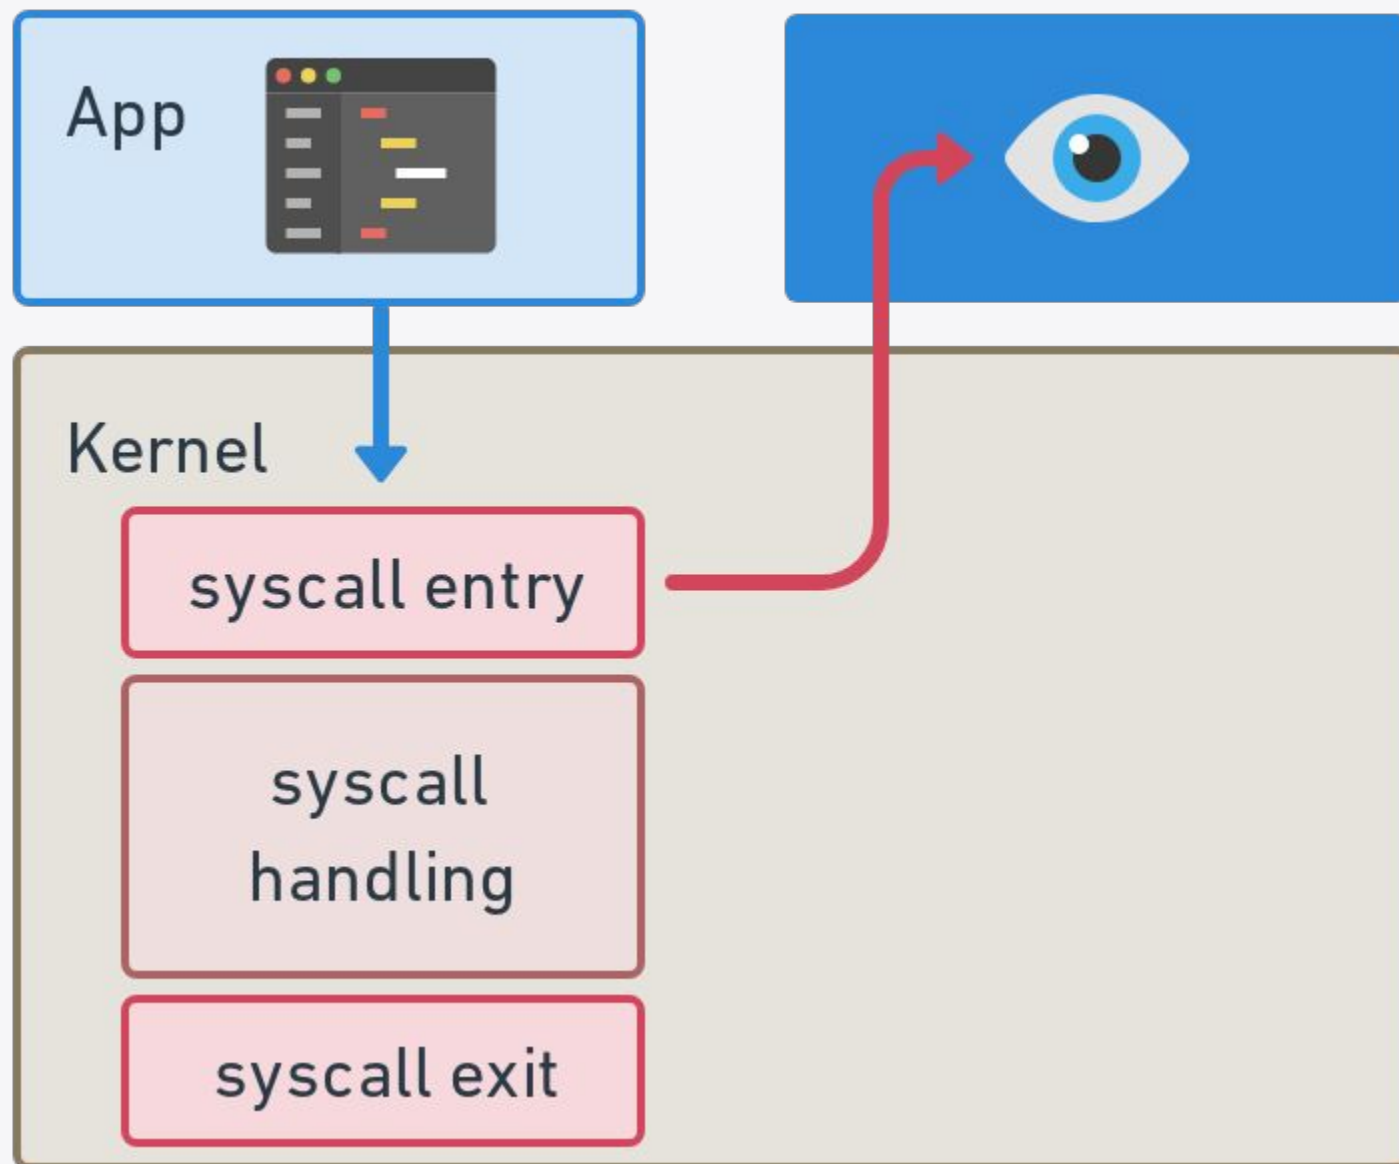 App
Kernel
syscall entry
syscall
handling
syscall exit